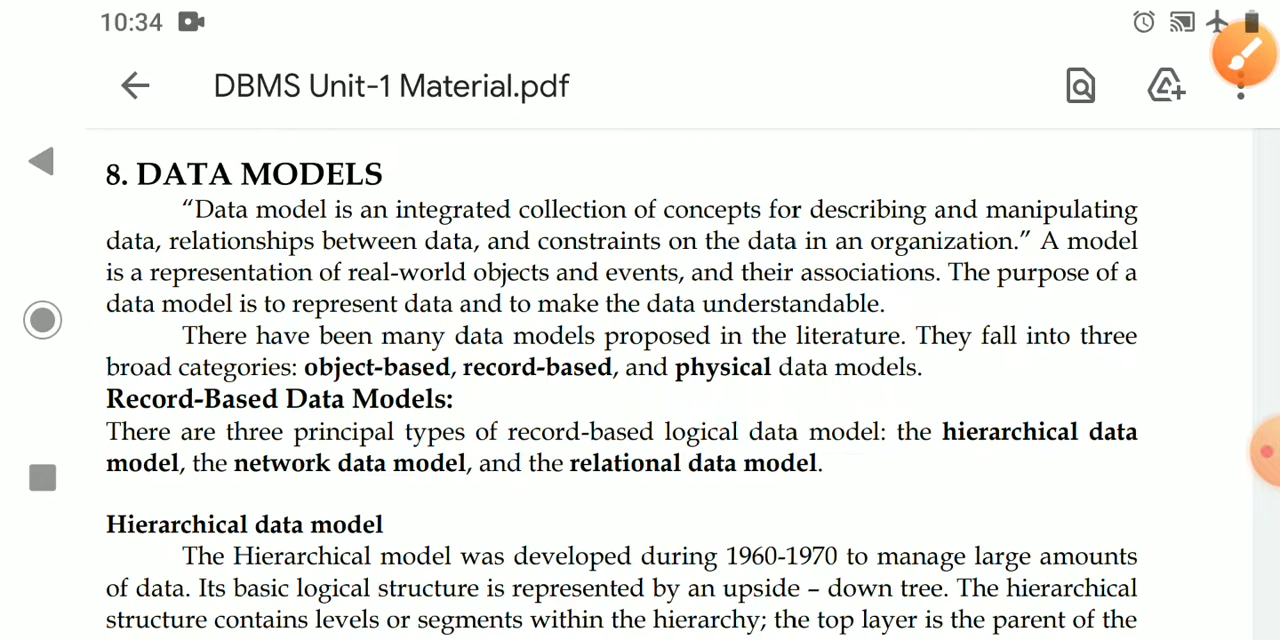 10:34
DBMS Unit-1 Material.pdf
8. DATA MODELS
“Data model is an integrated collection of concepts for describing and manipulating
data, relationships between data, and constraints on the data in an organization.” A model
is a representation of real-world objects and events, and their associations. The purpose of a
data model is to represent data and to make the data understandable.
There have been many data models proposed in the literature. They fall into three
broad categories: object-based, record-based, and physical data models.
Record-Based Data Models:
There are three principal types of record-based logical data model: the hierarchical data
model, the network data model, and the relational data model.
Hierarchical data model
The Hierarchical model was developed during 1960-1970 to manage large amounts
of data. Its basic logical structure is represented by an upside – down tree. The hierarchical
structure contains levels or segments within the hierarchy; the top layer is the parent of the